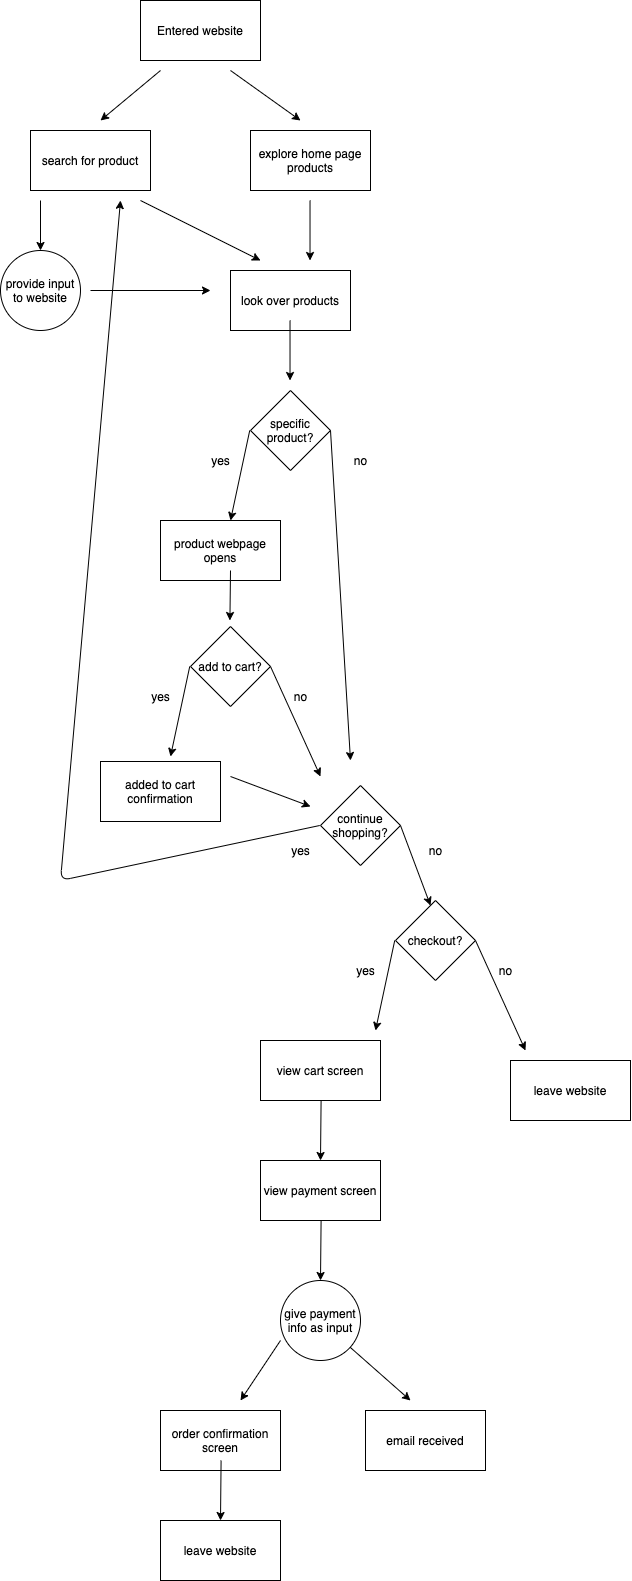 Entered website
search for product
explore home page
products
provide input
to website
look over products
specific
product?
yes
no
product webpage
opens
add to cart?
yes
no
added to cart
confirmation
continue
shopping?
yes
no
checkout?
yes
no
view cart screen
leave website
view payment screen
give payment
info as input
order confirmation
screen
email received
leave website